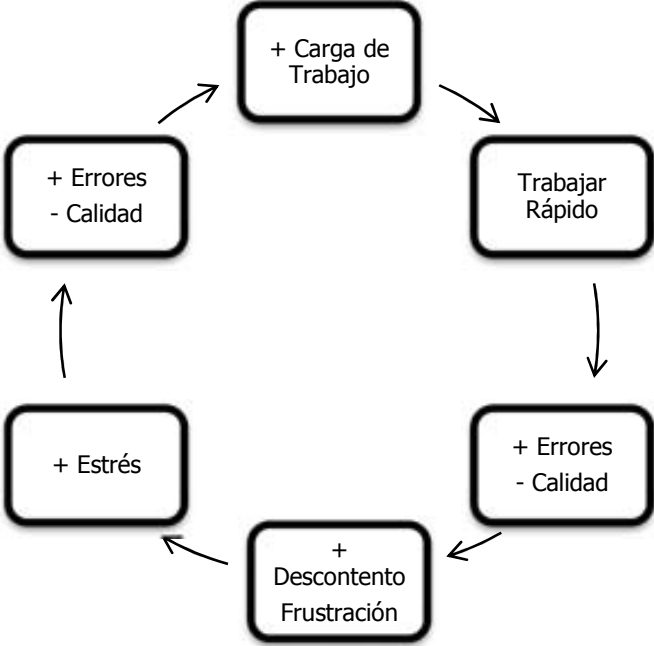 + Carga de
Trabajo
Trabajar
Rápido
+ Errores
- Calidad
+
Descontento
Frustración
+ Estrés
+ Errores
- Calidad